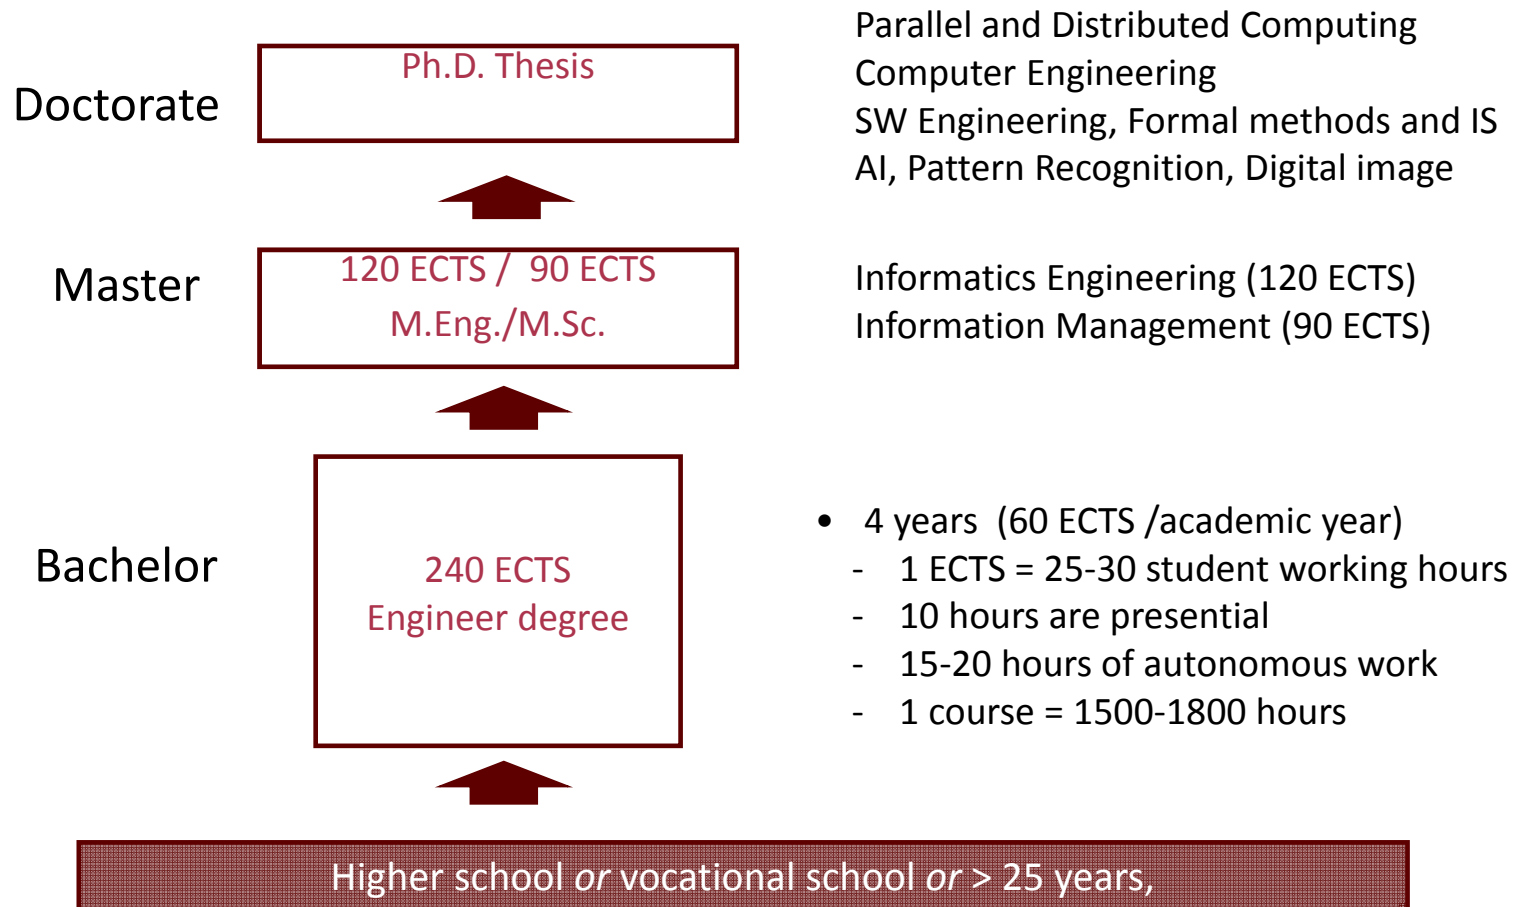 Doctorate
Ph.D. Thesis
Parallel and Distributed Computing
Computer Engineering
SW Engineering, Formal methods and IS
AI, Pattern Recognition, Digital image
Master
120 ECTS / 90 ECTS
M.Eng./M.Sc.
Informatics Engineering (120 ECTS)
Information Management (90 ECTS)
Bachelor
240 ECTS
Engineer degree
• 4 years (60 ECTS /academic year)
- 1 ECTS = 25-30 student working hours
- 10 hours are presential
- 15-20 hours of autonomous work
- 1 course = 1500-1800 hours
Higher school or vocational school or > 25 years,